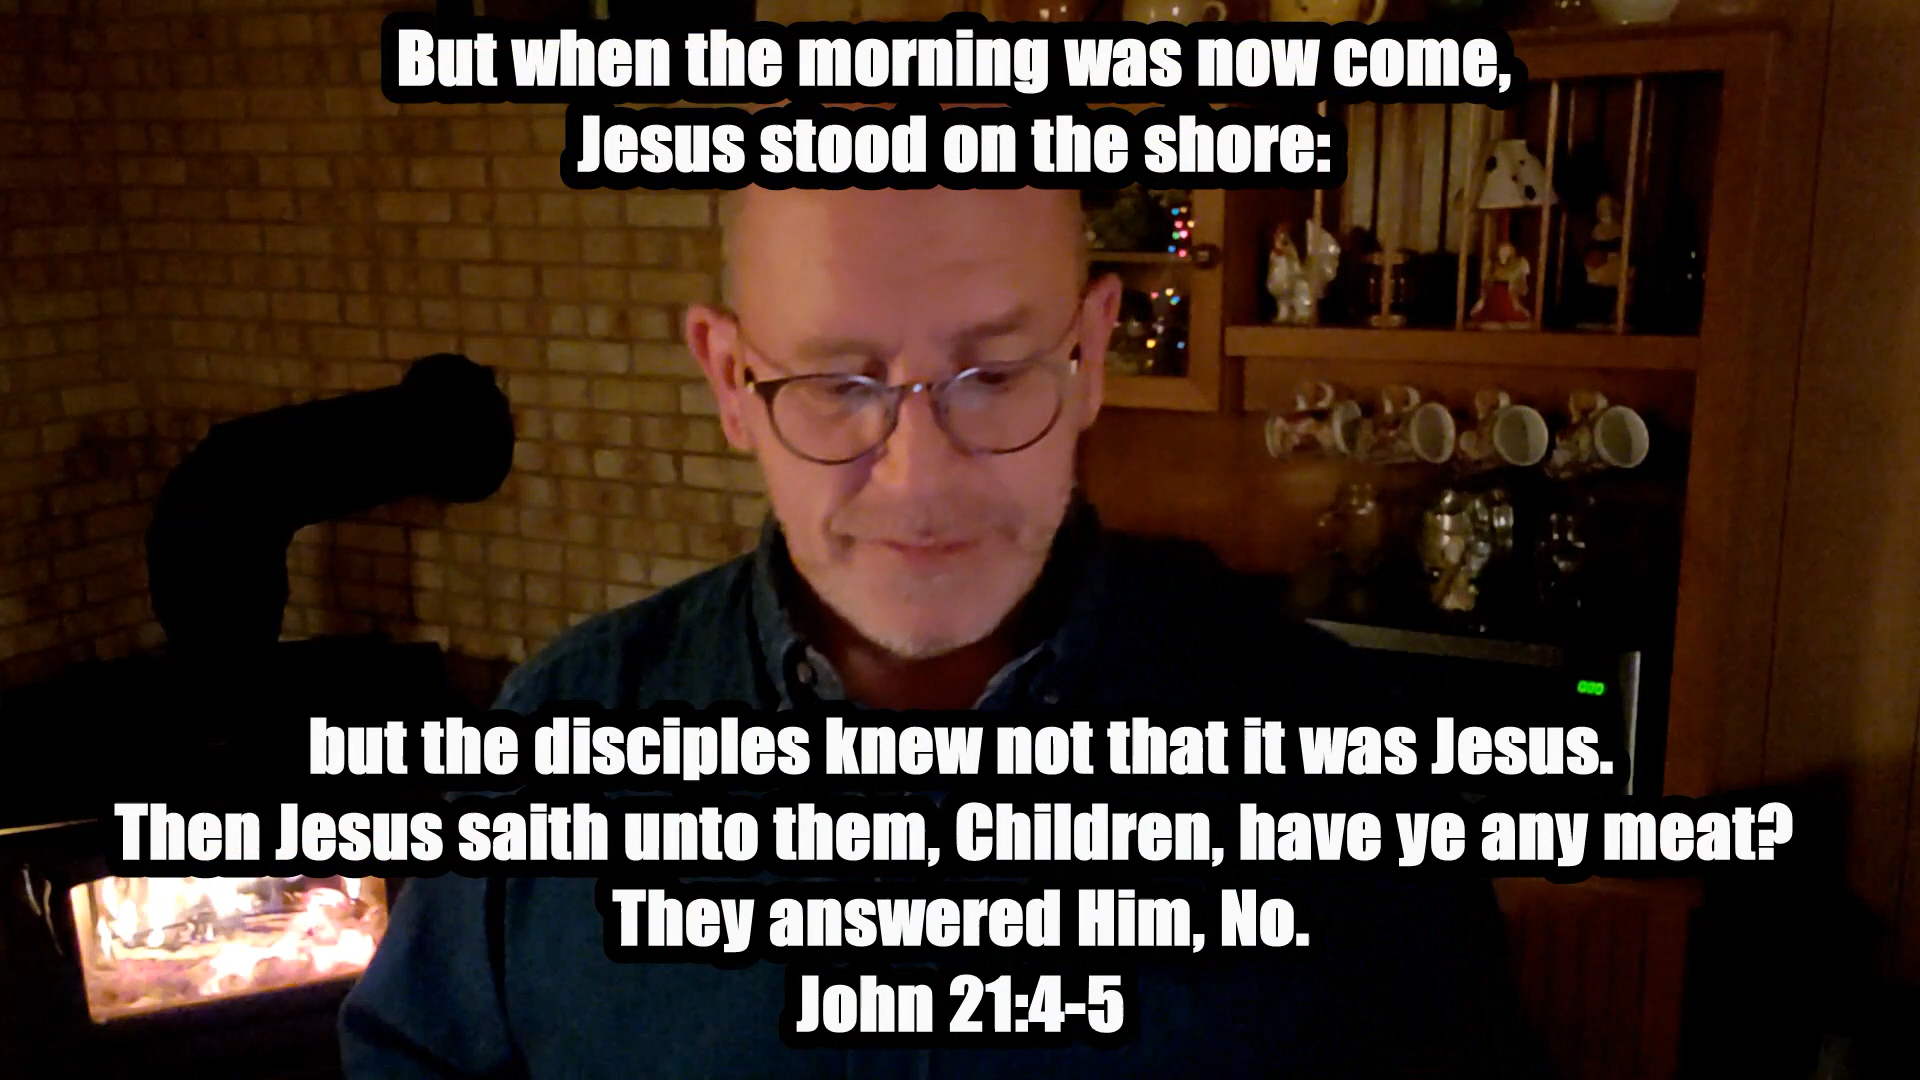 But when the morning was now come,
Jesus stood on the shore:
but the disciples knew not that it was Jesus.
Then Jesus saith unto them, Children, have ye any meat?
They answered Him, No.
John 21:4-5